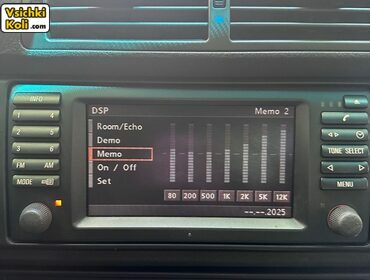 Vsichki
Koli.com
INFO
DSP
Memo 2
Room/Echo
Demo
Memo
On / Off
Set
80 200 500 1K 2K 5K 12K
--.--.2025
1 4
2 5
3 6
FM AM
MODE
TUNE SELECT
MENU